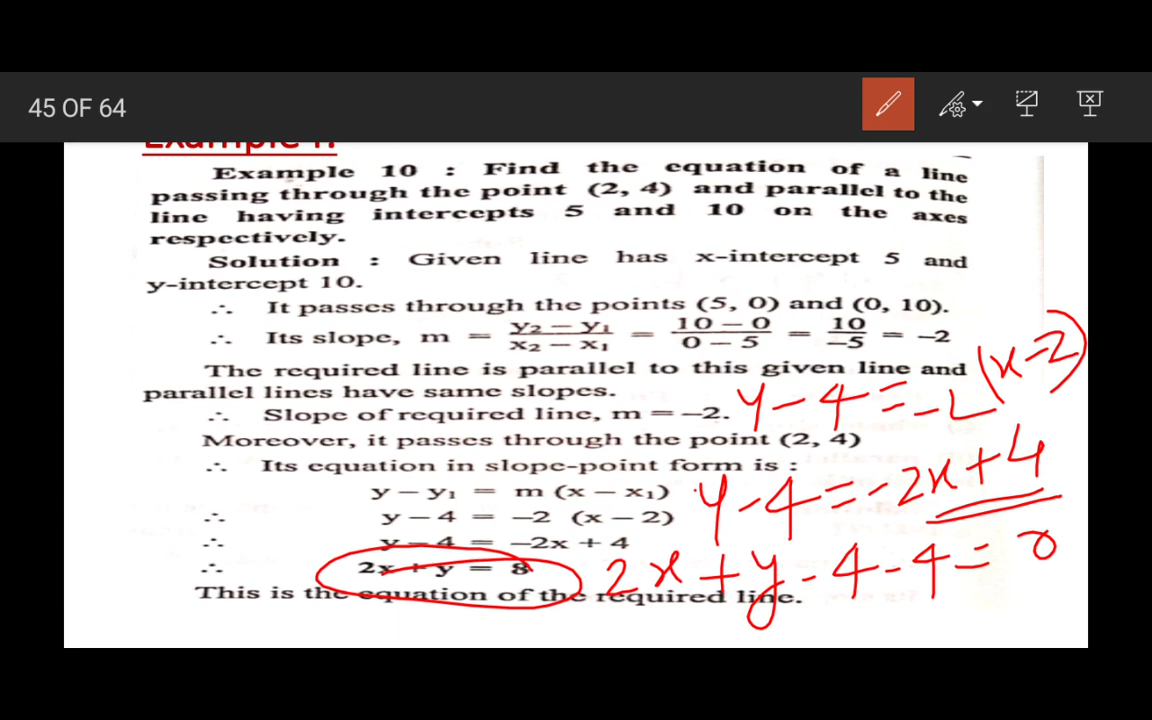 45 OF 64
Example 10 : Find the equation of a line
passing through the point (2, 4) and parallel to the
line having intercepts 5 and 10 on the axes
respectively.
Solution : Given line has x-intercept 5 and
y-intercept 10.
∴ It passes through the points (5, 0) and (0, 10).
∴ Its slope, m = (y₂ − y₁)/(x₂ − x₁) = (10 − 0)/(0 − 5) = 10/−5 = −2
The required line is parallel to this given line and
parallel lines have same slopes.
∴ Slope of required line, m = −2.
y − 4 = −2 (x − 2)
Moreover, it passes through the point (2, 4)
∴ Its equation in slope-point form is :
y − y₁ = m (x − x₁)
y − 4 = −2x + 4
∴ y − 4 = −2 (x − 2)
∴ y − 4 = −2x + 4
∴ 2x + y = 8
2x + y − 4 − 4 = 0
This is the equation of the required line.